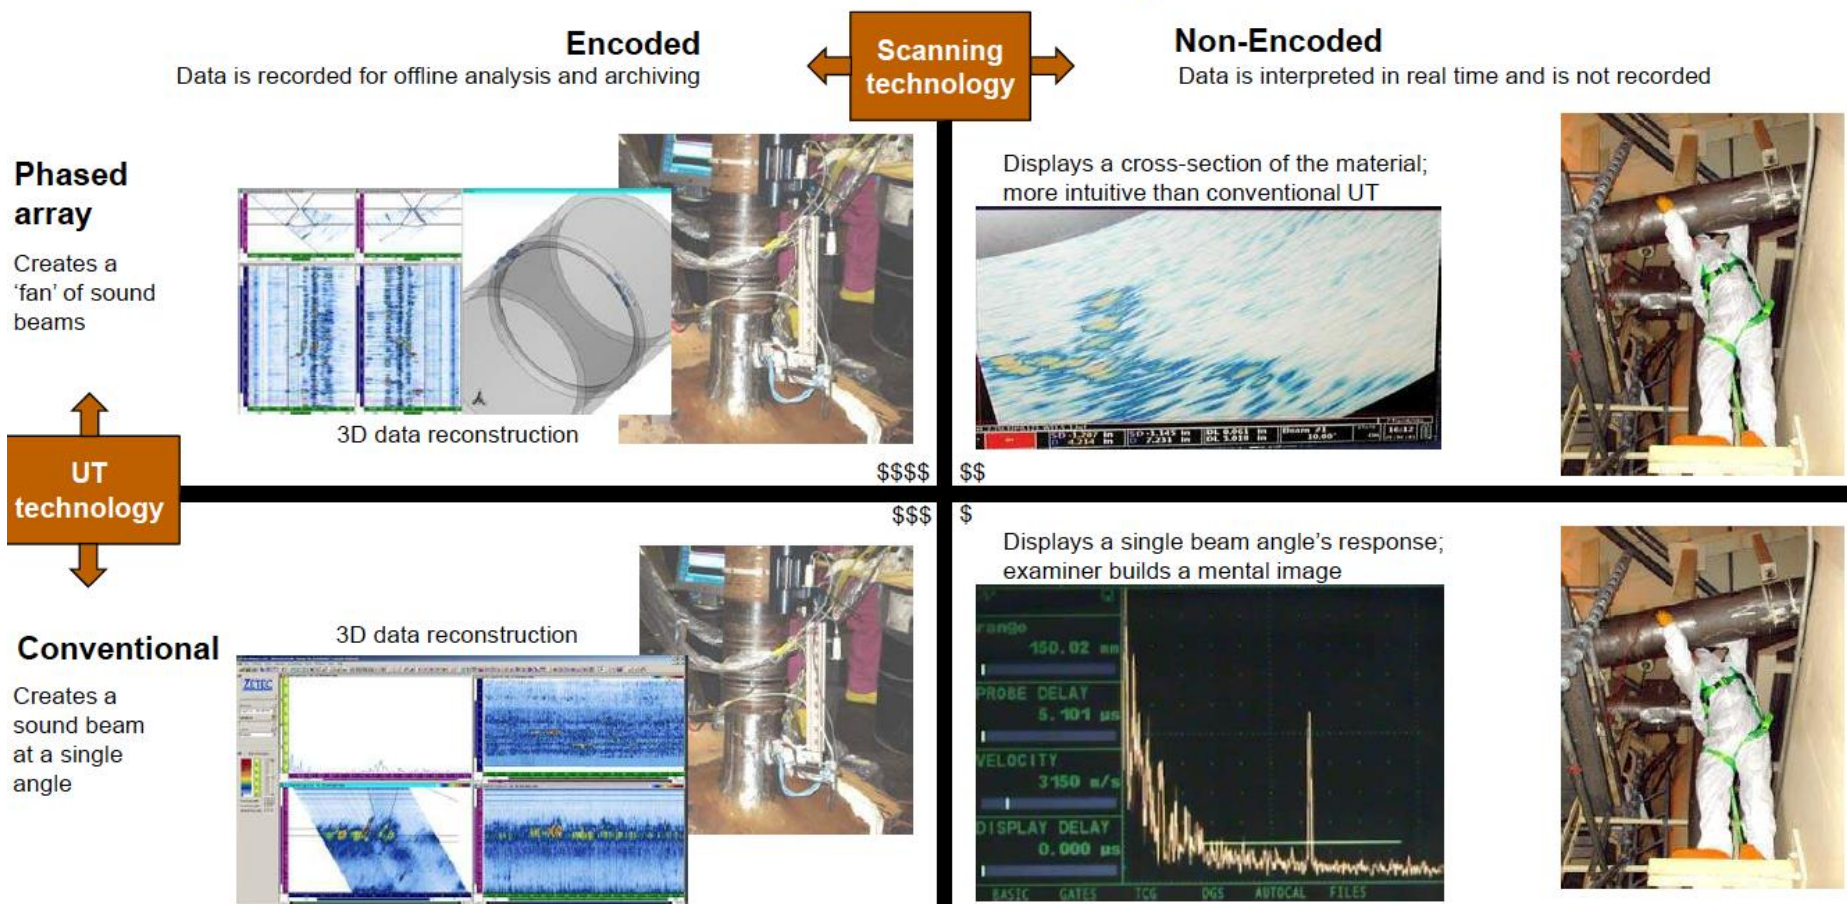 Encoded
Data is recorded for offline analysis and archiving
Scanning
technology
Non-Encoded
Data is interpreted in real time and is not recorded
Phased
array
Creates a
‘fan’ of sound
beams
3D data reconstruction
$$$$
Displays a cross-section of the material;
more intuitive than conventional UT
$$
UT
technology
$$$
3D data reconstruction
Conventional
Creates a
sound beam
at a single
angle
ZETEC
$
Displays a single beam angle’s response;
examiner builds a mental image
range
150.02 mm
PROBE DELAY
5.101 µs
VELOCITY
3150 m/s
DISPLAY DELAY
0.000 µs
BASIC GATES TCG DGS AUTOCAL FILES